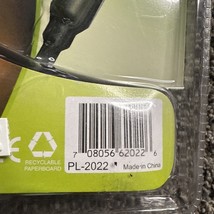 7 08056 62022 6
PL-2022 Made in China
RECYCLABLE
PAPERBOARD